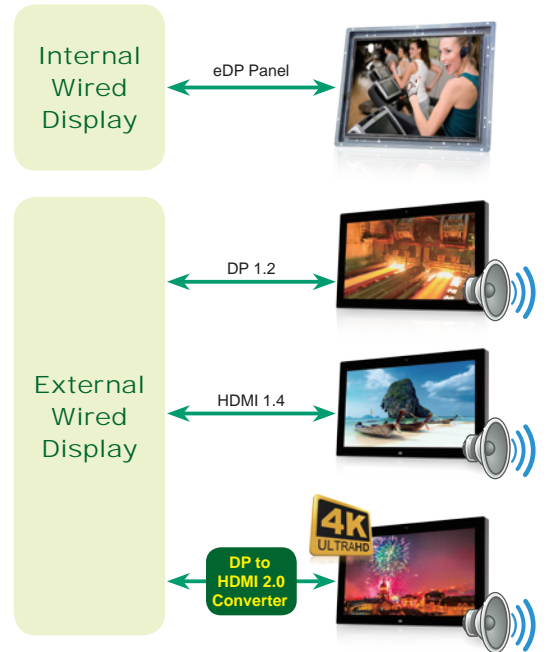 Internal
Wired
Display
eDP Panel
External
Wired
Display
DP 1.2
HDMI 1.4
4K
ULTRAHD
DP to
HDMI 2.0
Converter